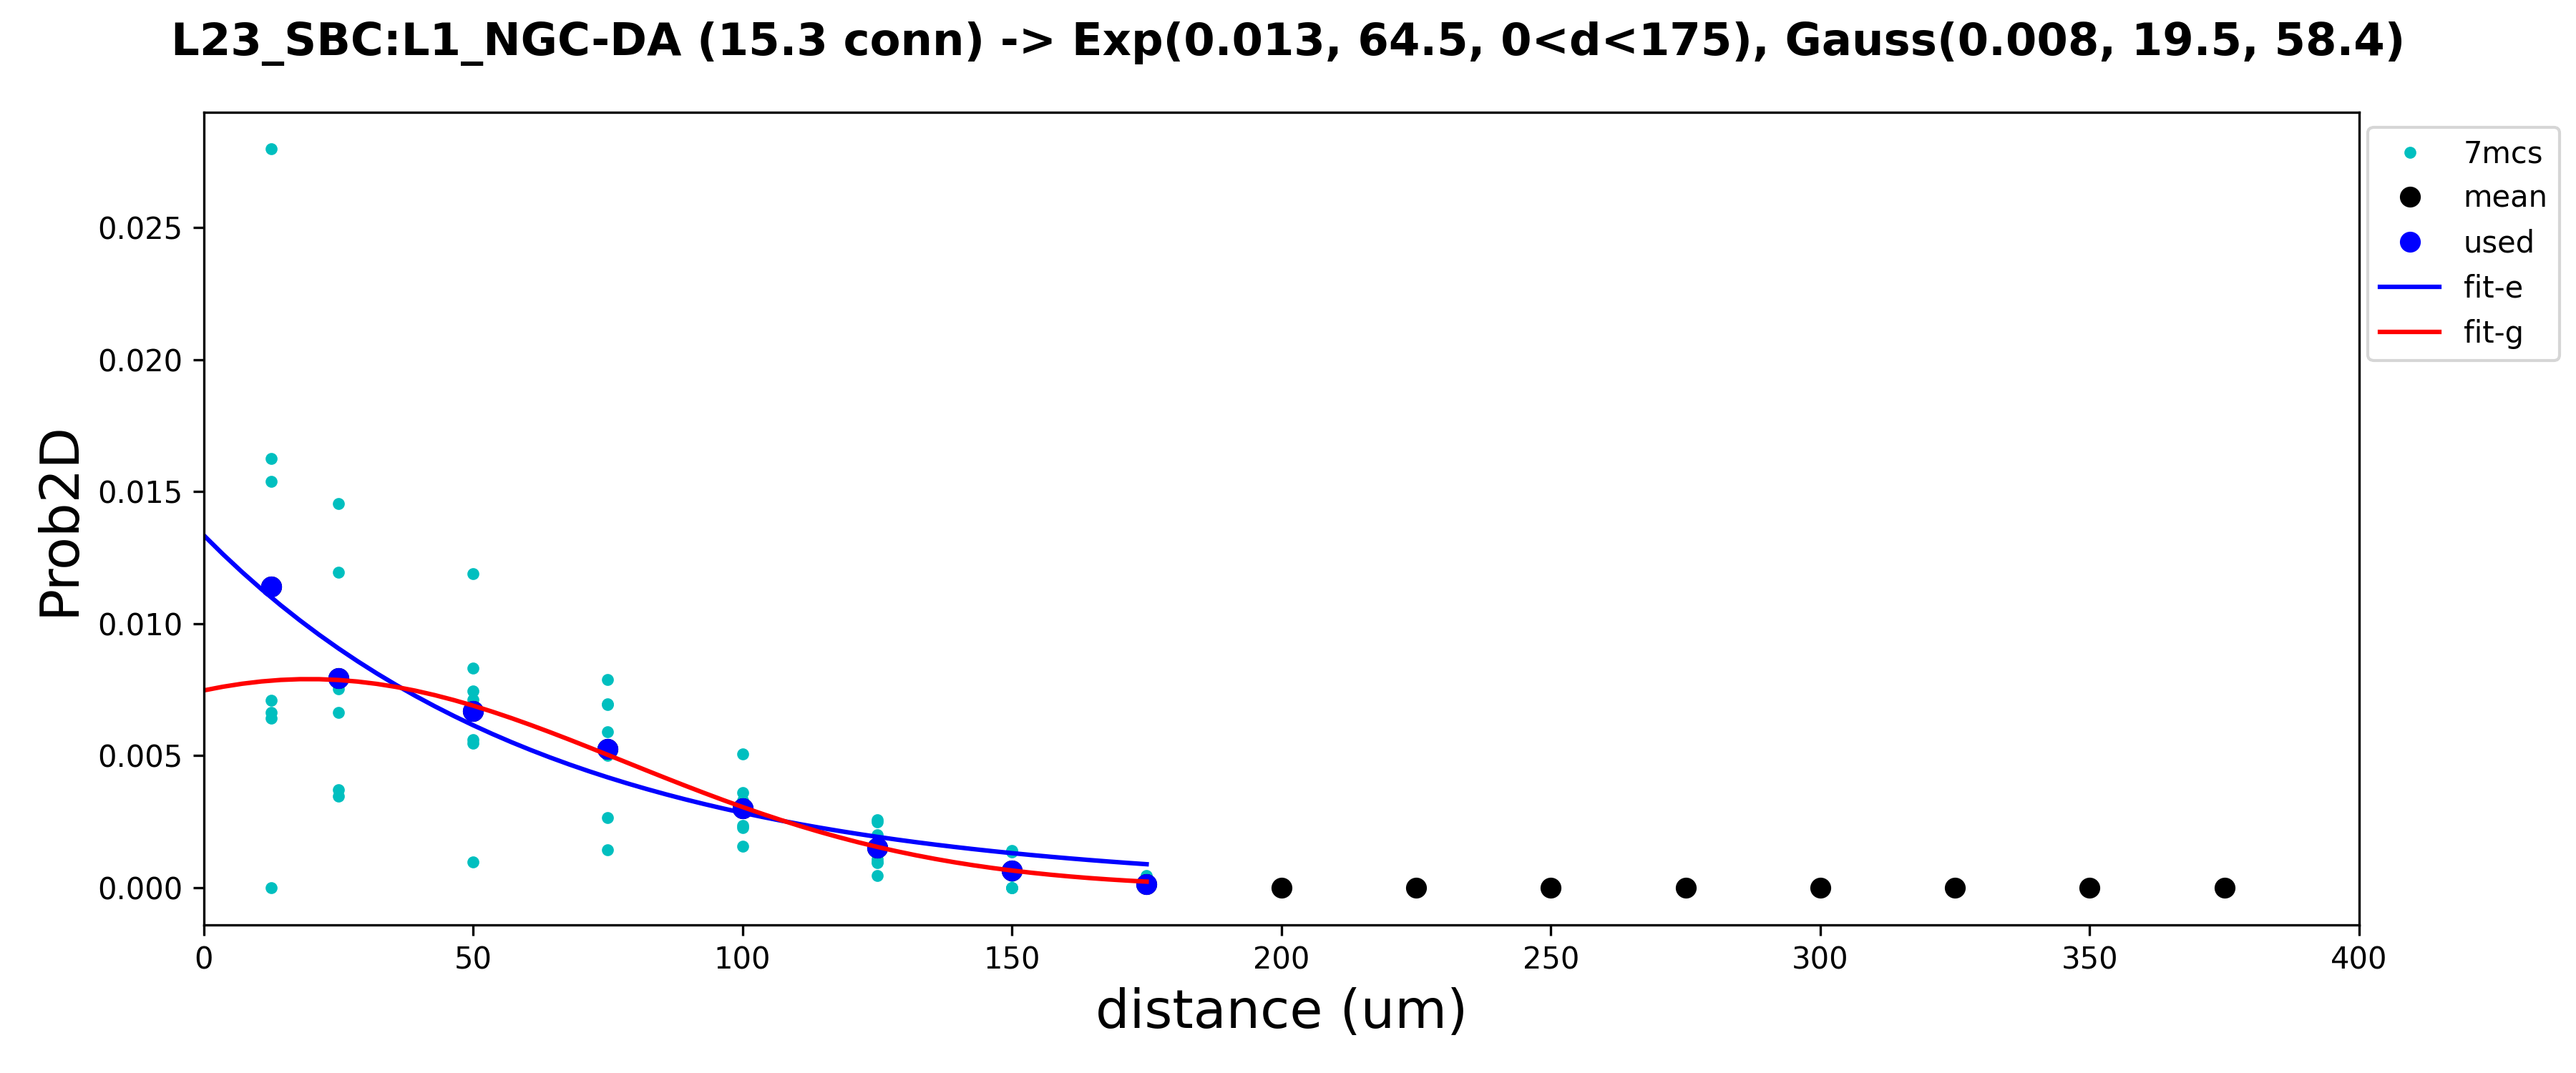 L23_SBC:L1_NGC-DA (15.3 conn) -> Exp(0.013, 64.5, 0<d<175), Gauss(0.008, 19.5, 58.4)
7mcs
mean
used
fit-e
fit-g
Prob2D
0.025
0.020
0.015
0.010
0.005
0.000
0 50 100 150 200 250 300 350 400
distance (um)